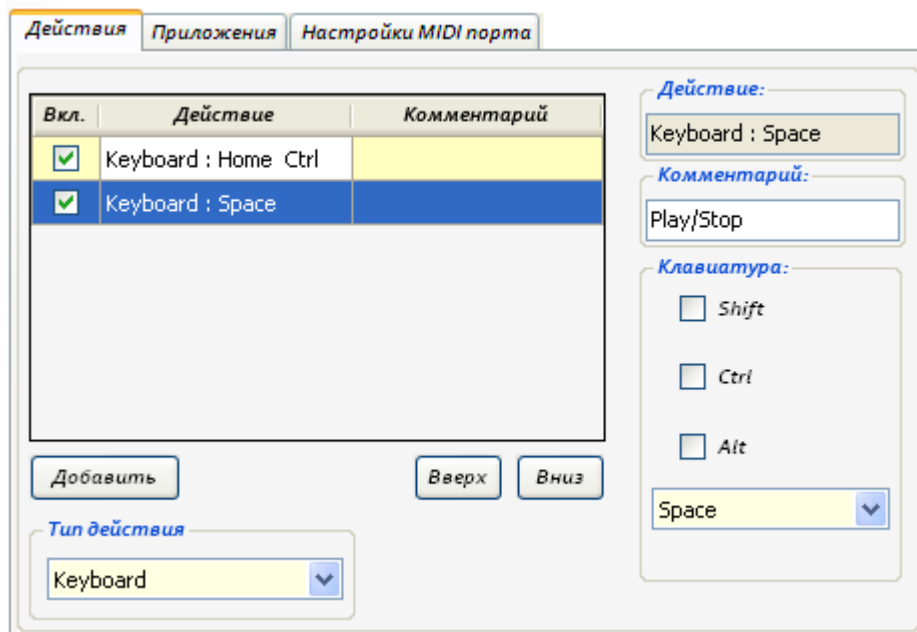 Действия Приложения Настройки MIDI порта
Вкл. Действие Комментарий
Keyboard : Home Ctrl
Keyboard : Space
Добавить Вверх Вниз
Тип действия
Keyboard
Действие:
Keyboard : Space
Комментарий:
Play/Stop
Клавиатура:
Shift
Ctrl
Alt
Space